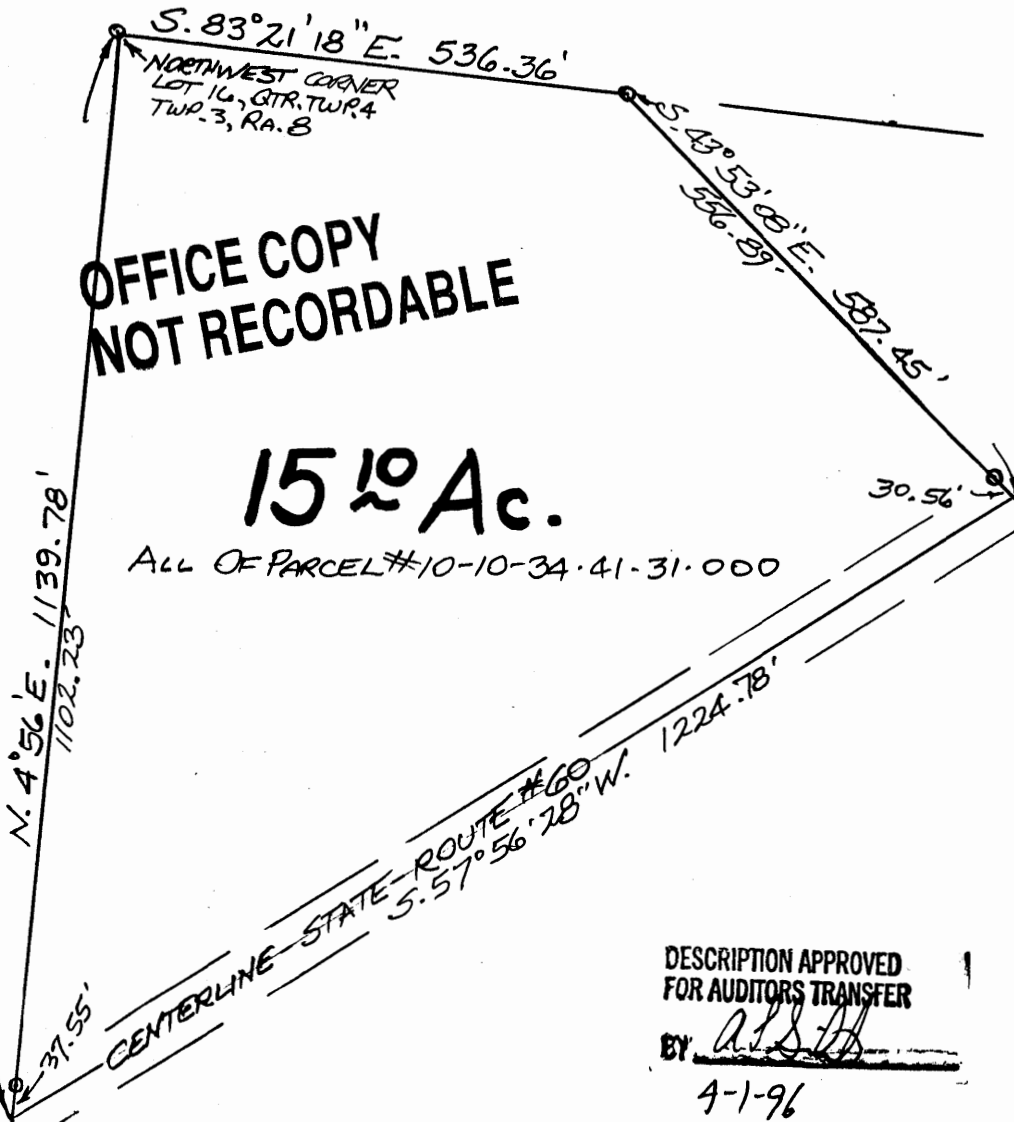 S. 83°21'18"E. 536.36'
NORTHWEST CORNER
LOT 16, QTR. TWP. 4
TWP. 3, RA. 8
S. 43°53'08"E. 587.45'
556.89'
OFFICE COPY
NOT RECORDABLE
15 10 Ac.
30.56'
ALL OF PARCEL #10-10-34-41-31-000
N. 4°56'E. 1139.78'
1102.23'
CENTERLINE STATE ROUTE #60
S. 57°56'28"W. 1224.78'
37.55'
DESCRIPTION APPROVED
FOR AUDITORS TRANSFER
BY
4-1-96